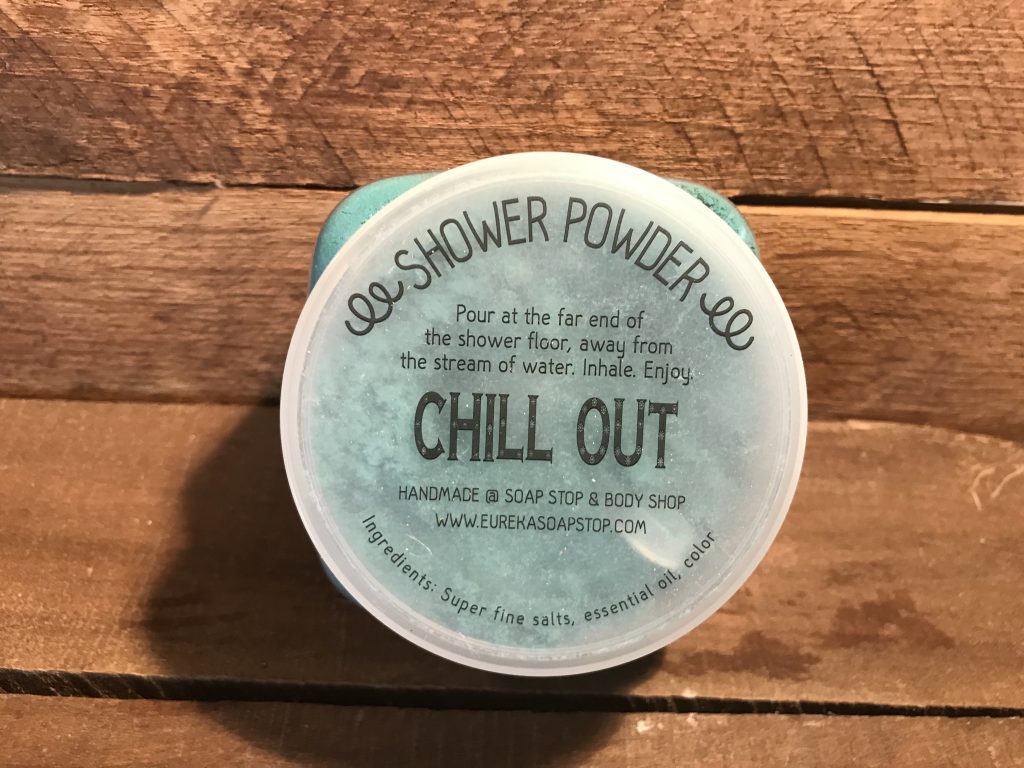 SHOWER POWDER
Pour at the far end of
the shower floor, away from
the stream of water. Inhale. Enjoy.
CHILL OUT
HANDMADE @ SOAP STOP & BODY SHOP
WWW.EUREKASOAPSTOP.COM
Ingredients: Super fine salts, essential oil, color